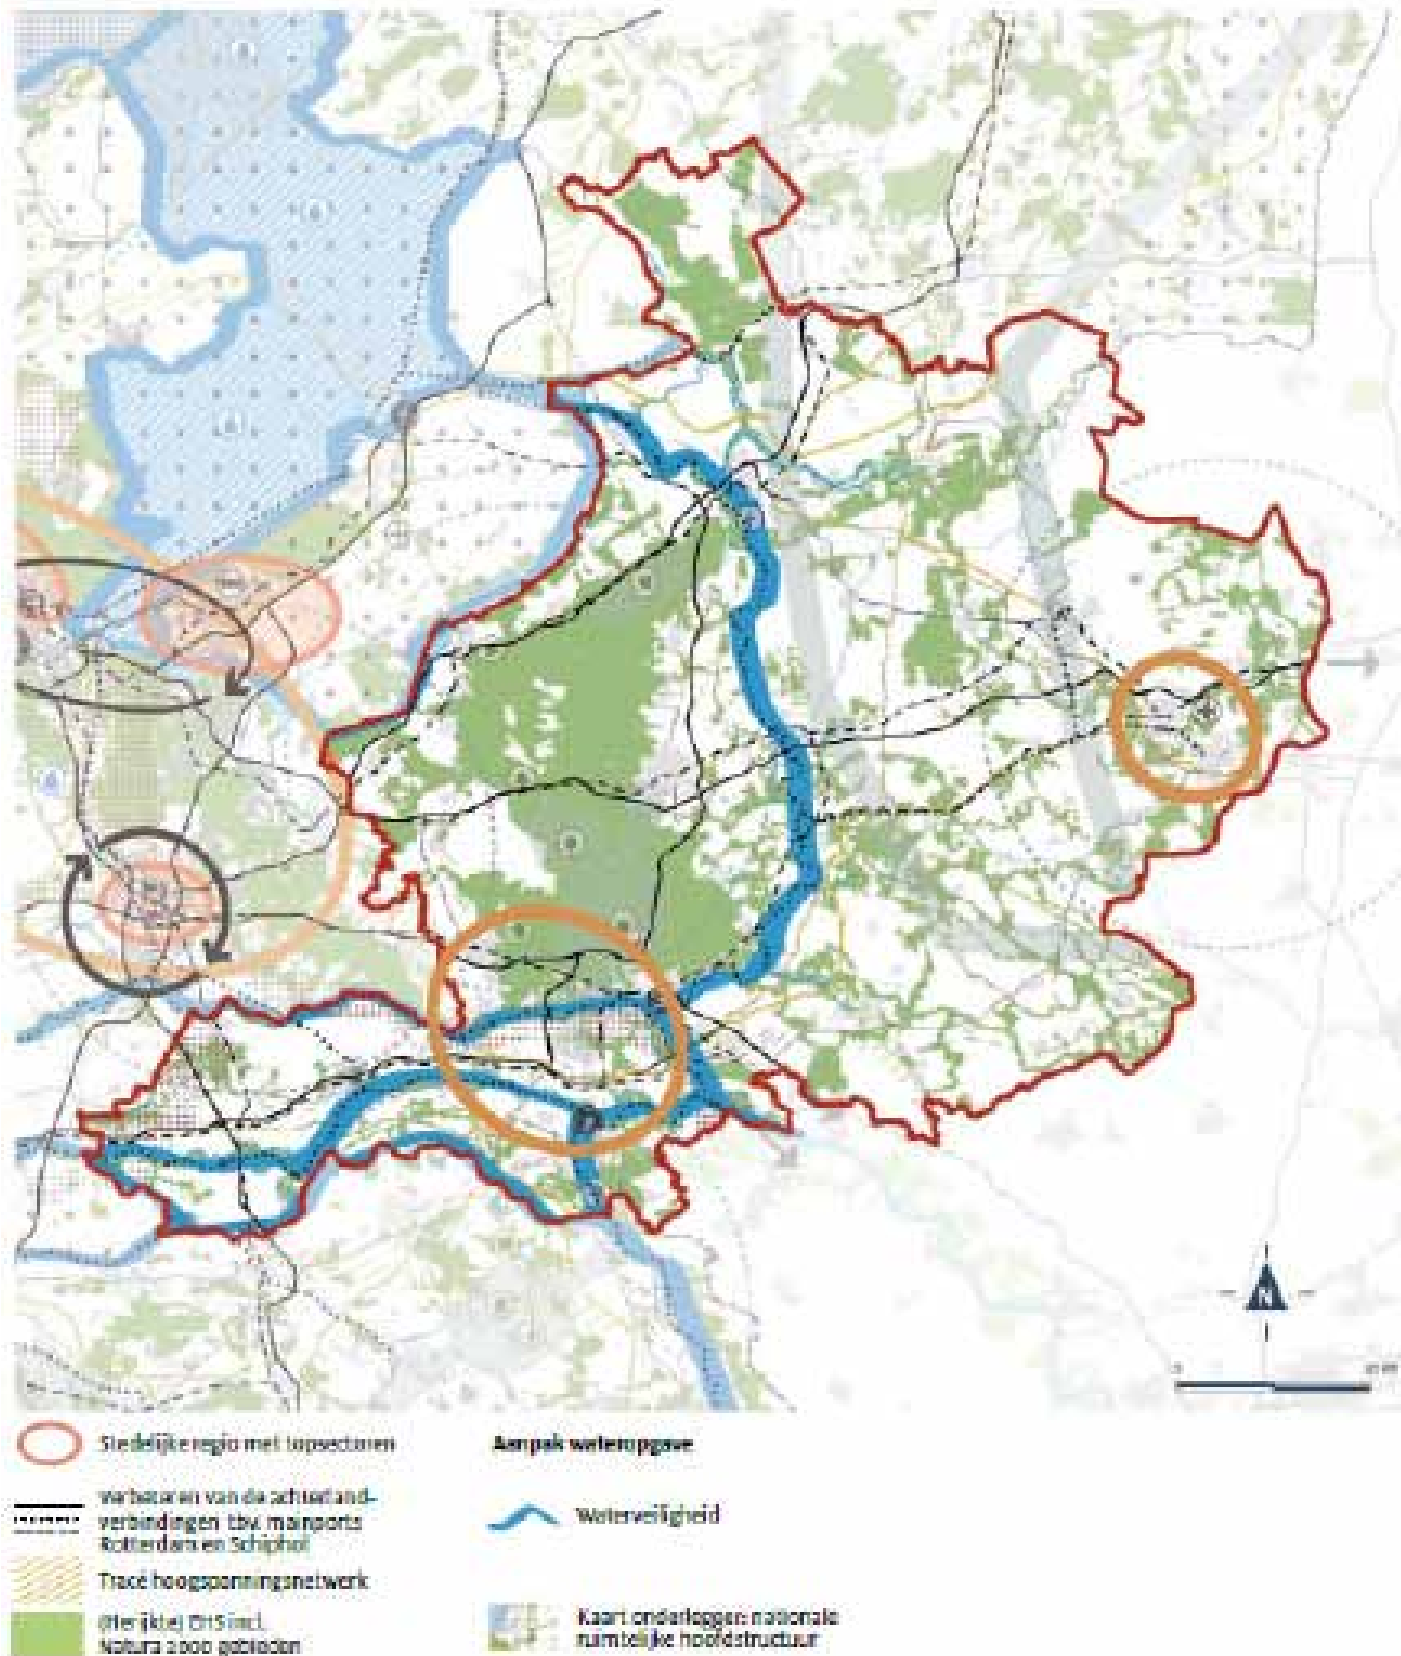 N
Stedelijke regio met topsectoren
Verbeteren van de achterland-
verbindingen tbv. mainports
Rotterdam en Schiphol
Tracé hoogspanningsnetwerk
(Herijkte) EHS incl.
Natura 2000 gebieden
Aanpak wateropgave
Waterveiligheid
Kaart onderlegger: nationale
ruimtelijke hoofdstructuur